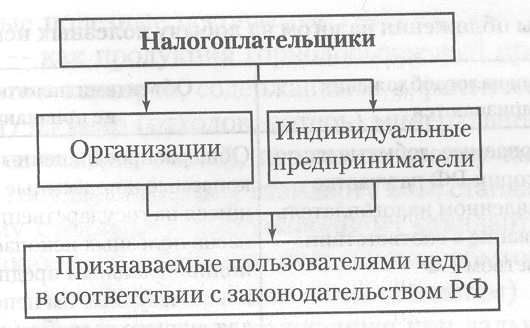 Налогоплательщики
Организации
Индивидуальные
предприниматели
Признаваемые пользователями недр
в соответствии с законодательством РФ